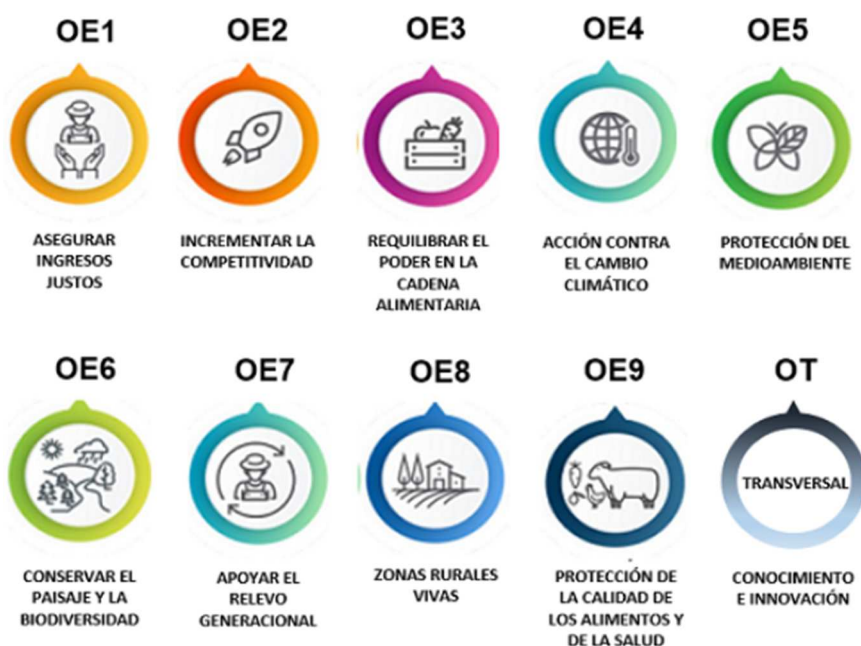 OE1
OE2
OE3
OE4
OE5
ASEGURAR
INGRESOS
JUSTOS
INCREMENTAR LA
COMPETITIVIDAD
REQUILIBRAR EL
PODER EN LA
CADENA
ALIMENTARIA
ACCIÓN CONTRA
EL CAMBIO
CLIMÁTICO
PROTECCIÓN DEL
MEDIOAMBIENTE
OE6
OE7
OE8
OE9
OT
TRANSVERSAL
CONSERVAR EL
PAISAJE Y LA
BIODIVERSIDAD
APOYAR EL
RELEVO
GENERACIONAL
ZONAS RURALES
VIVAS
PROTECCIÓN DE
LA CALIDAD DE
LOS ALIMENTOS Y
DE LA SALUD
CONOCIMIENTO
E INNOVACIÓN